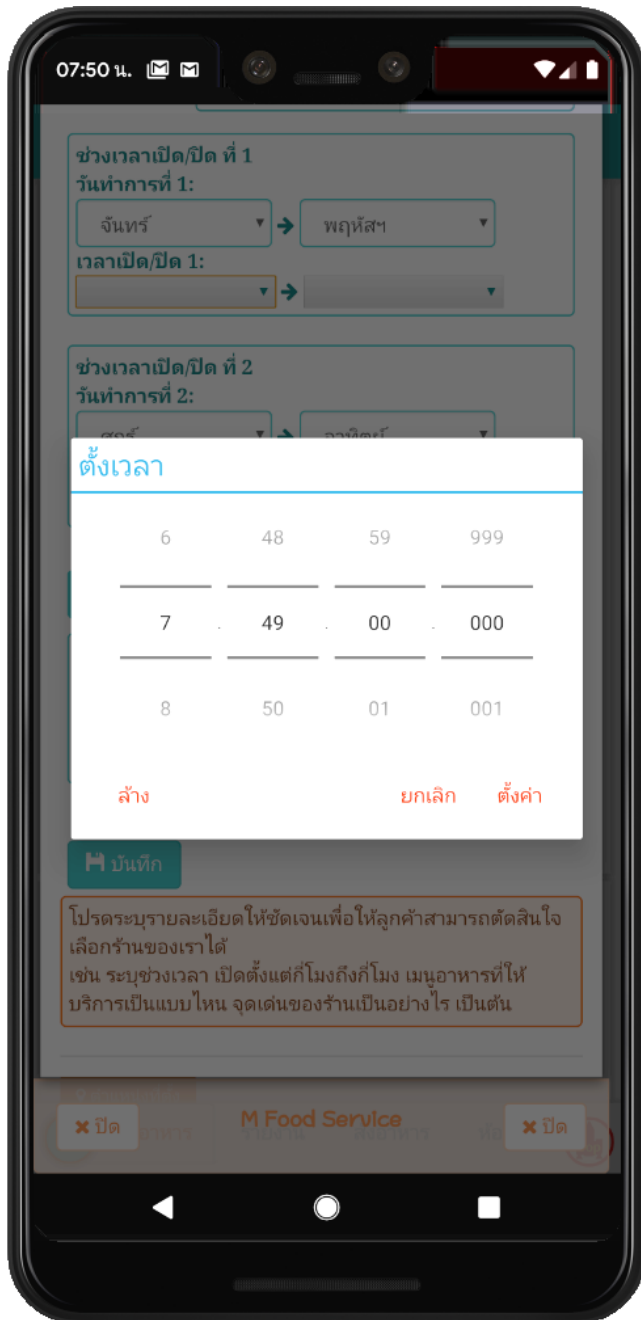 07:50 น.
ช่วงเวลาเปิด/ปิด ที่ 1
วันทำการที่ 1:
จันทร์ พฤหัสฯ
เวลาเปิด/ปิด 1:
ช่วงเวลาเปิด/ปิด ที่ 2
วันทำการที่ 2:
ศุกร์ อาทิตย์
ตั้งเวลา
6 48 59 999
7 . 49 . 00 . 000
8 50 01 001
ล้าง ยกเลิก ตั้งค่า
บันทึก
โปรดระบุรายละเอียดให้ชัดเจนเพื่อให้ลูกค้าสามารถตัดสินใจ
เลือกร้านของเราได้
เช่น ระบุช่วงเวลา เปิดตั้งแต่กี่โมงถึงกี่โมง เมนูอาหารที่ให้
บริการเป็นแบบไหน จุดเด่นของร้านเป็นอย่างไร เป็นต้น
ปิด M Food Service ปิด